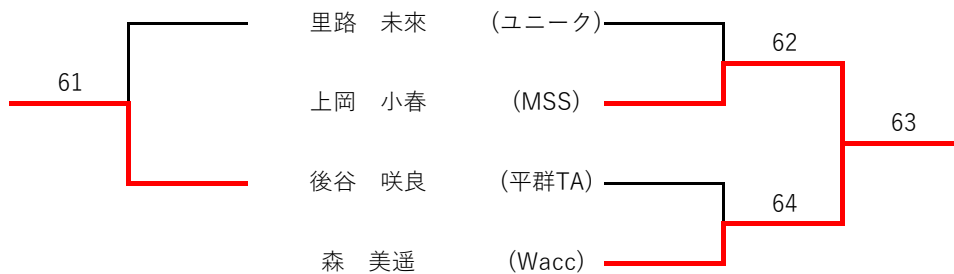 里路　未來　(ユニーク)
62
61
上岡　小春　(MSS)
63
後谷　咲良　(平群TA)
64
森　美遥　(Wacc)